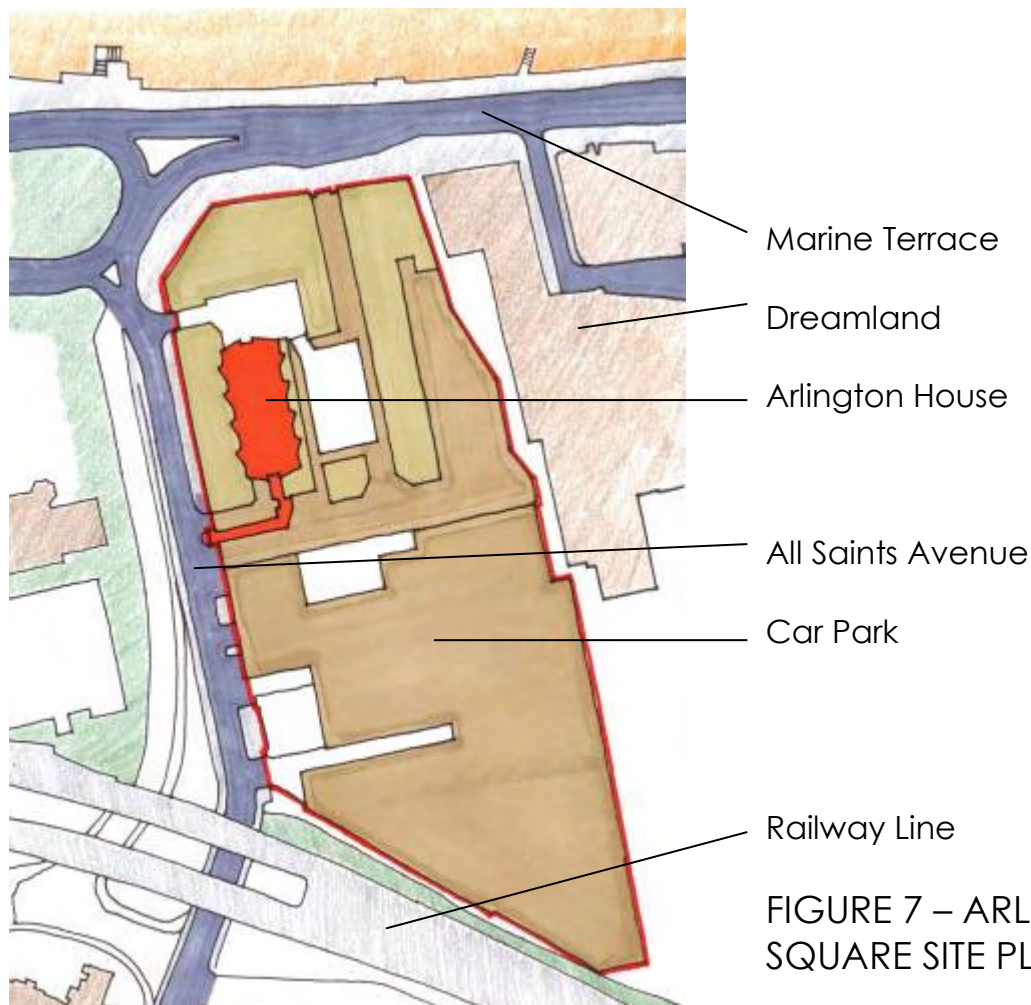 Marine Terrace
Dreamland
Arlington House
All Saints Avenue
Car Park
Railway Line
FIGURE 7 – ARL
SQUARE SITE PL